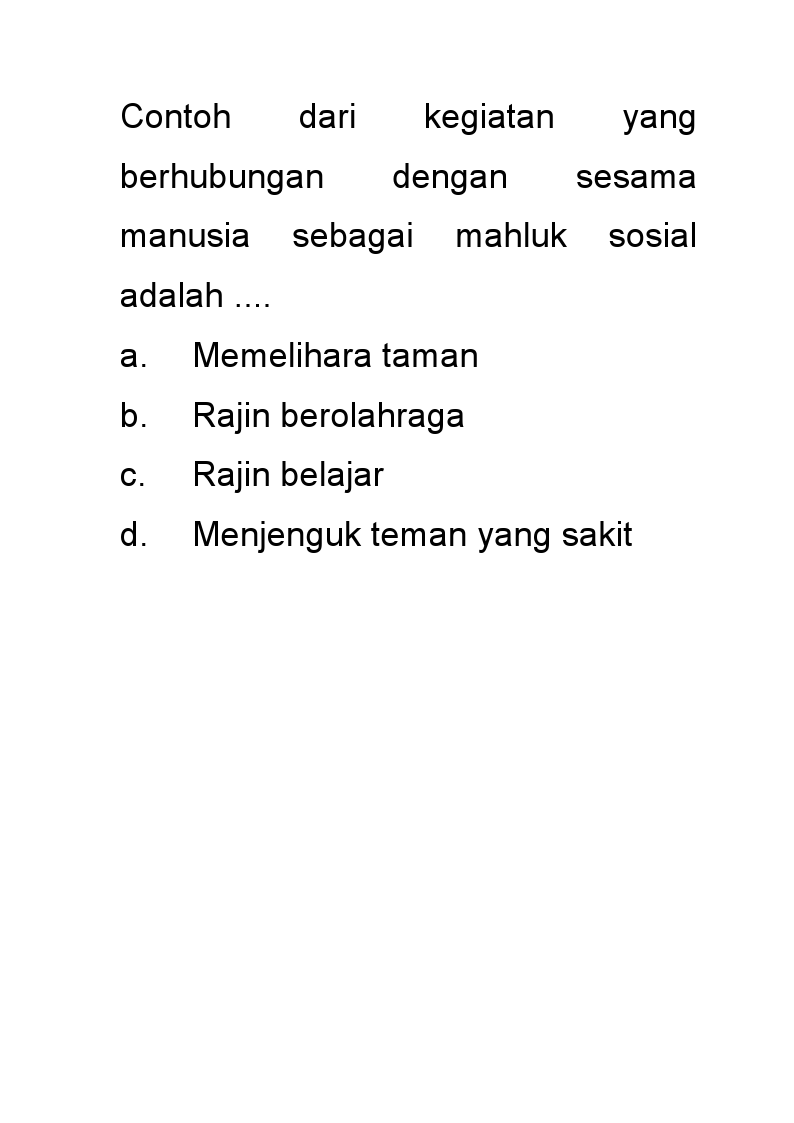 Contoh dari kegiatan yang
berhubungan dengan sesama
manusia sebagai mahluk sosial
adalah ....
a. Memelihara taman
b. Rajin berolahraga
c. Rajin belajar
d. Menjenguk teman yang sakit